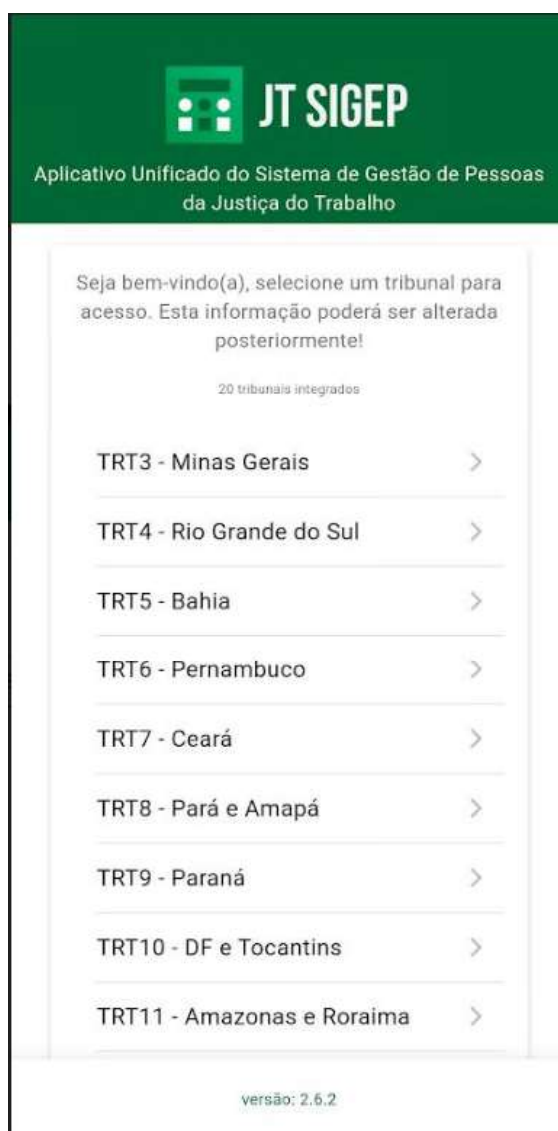 JT SIGEP
Aplicativo Unificado do Sistema de Gestão de Pessoas
da Justiça do Trabalho
Seja bem-vindo(a), selecione um tribunal para
acesso. Esta informação poderá ser alterada
posteriormente!
20 tribunais integrados
TRT3 - Minas Gerais
TRT4 - Rio Grande do Sul
TRT5 - Bahia
TRT6 - Pernambuco
TRT7 - Ceará
TRT8 - Pará e Amapá
TRT9 - Paraná
TRT10 - DF e Tocantins
TRT11 - Amazonas e Roraima
versão: 2.6.2